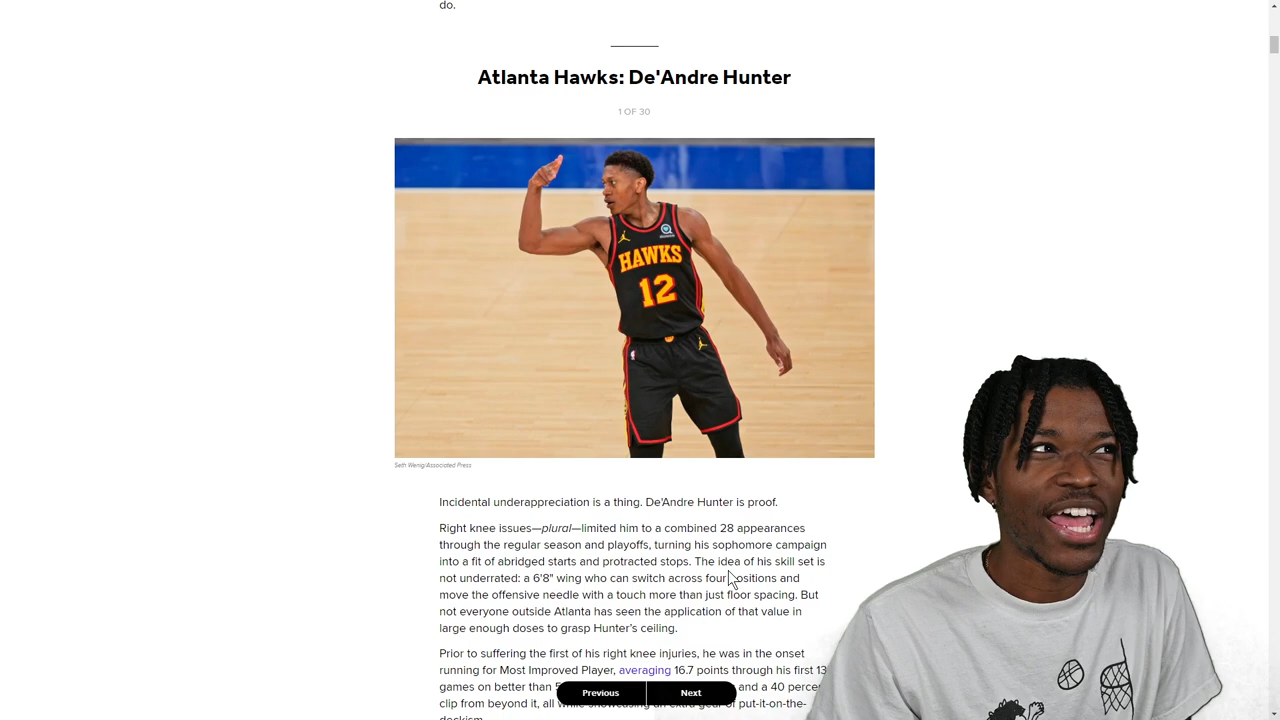 do.
Atlanta Hawks: De'Andre Hunter
1 OF 30
HAWKS
12
Seth Wenig/Associated Press
Incidental underappreciation is a thing. De'Andre Hunter is proof.
Right knee issues—plural—limited him to a combined 28 appearances
through the regular season and playoffs, turning his sophomore campaign
into a fit of abridged starts and protracted stops. The idea of his skill set is
not underrated: a 6'8" wing who can switch across four positions and
move the offensive needle with a touch more than just floor spacing. But
not everyone outside Atlanta has seen the application of that value in
large enough doses to grasp Hunter's ceiling.
Prior to suffering the first of his right knee injuries, he was in the onset
running for Most Improved Player, averaging 16.7 points through his first 13
games on better than and a 40 percent
clip from beyond it, all while showcasing an extra gear of put-it-on-the-
Previous
Next